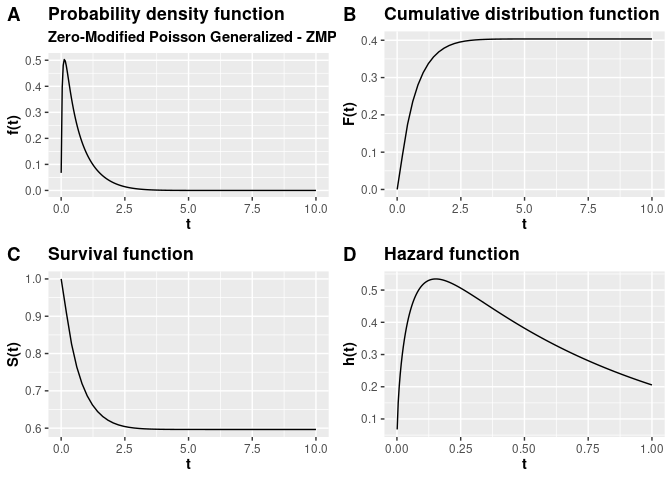 A Probability density function
Zero-Modified Poisson Generalized - ZMP
f(t)
0.5
0.4
0.3
0.2
0.1
0.0
0.0 2.5 5.0 7.5 10.0
t
B Cumulative distribution function
F(t)
0.4
0.3
0.2
0.1
0.0
0.0 2.5 5.0 7.5 10.0
t
C Survival function
S(t)
1.0
0.9
0.8
0.7
0.6
0.0 2.5 5.0 7.5 10.0
t
D Hazard function
h(t)
0.5
0.4
0.3
0.2
0.1
0.00 0.25 0.50 0.75 1.00
t